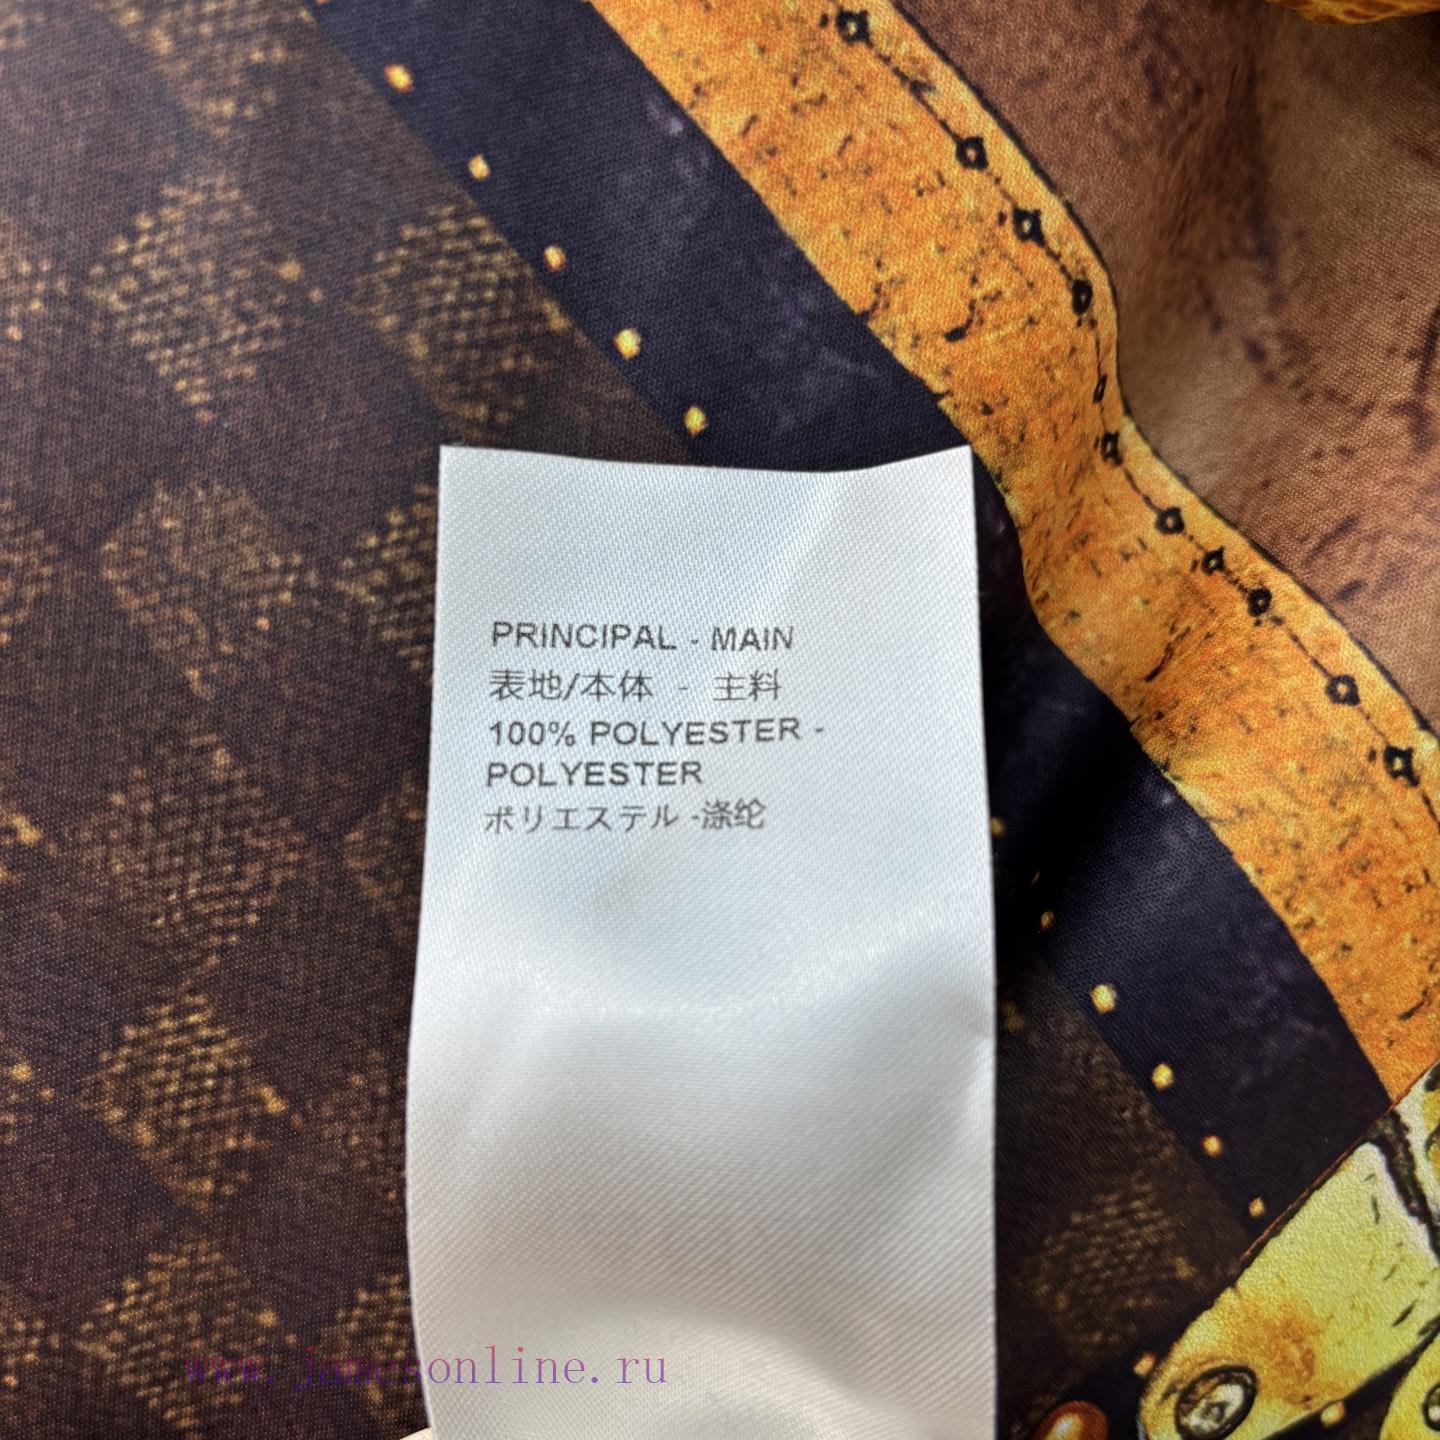 PRINCIPAL - MAIN
表地/本体 - 主料
100% POLYESTER -
POLYESTER
ポリエステル -涤纶
www.jamesonline.ru